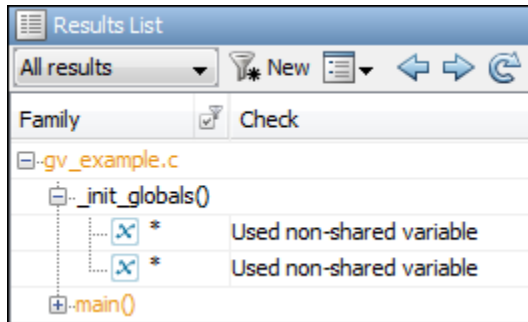 Results List
All results New
Family Check
gv_example.c
_init_globals()
x * Used non-shared variable
x * Used non-shared variable
main()